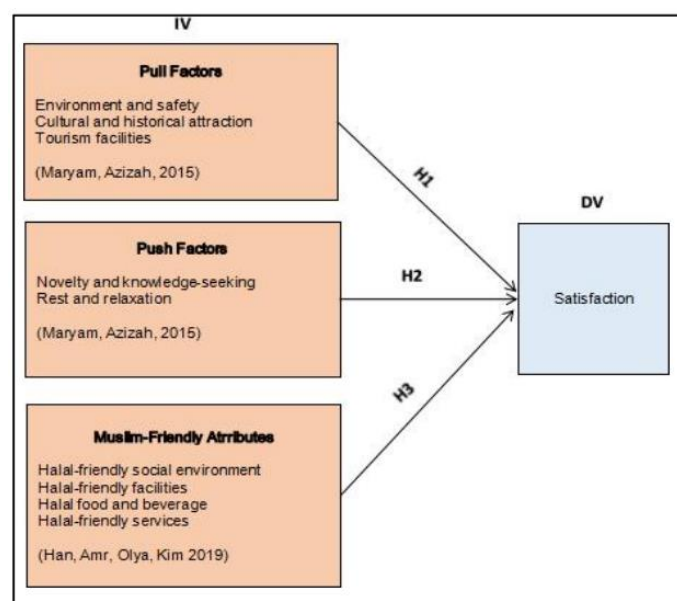 IV
Pull Factors
Environment and safety
Cultural and historical attraction
Tourism facilities
(Maryam, Azizah, 2015)
H1
Push Factors
Novelty and knowledge-seeking
Rest and relaxation
(Maryam, Azizah, 2015)
H2
Muslim-Friendly Atrributes
Halal-friendly social environment
Halal-friendly facilities
Halal food and beverage
Halal-friendly services
(Han, Amr, Olya, Kim 2019)
H3
DV
Satisfaction